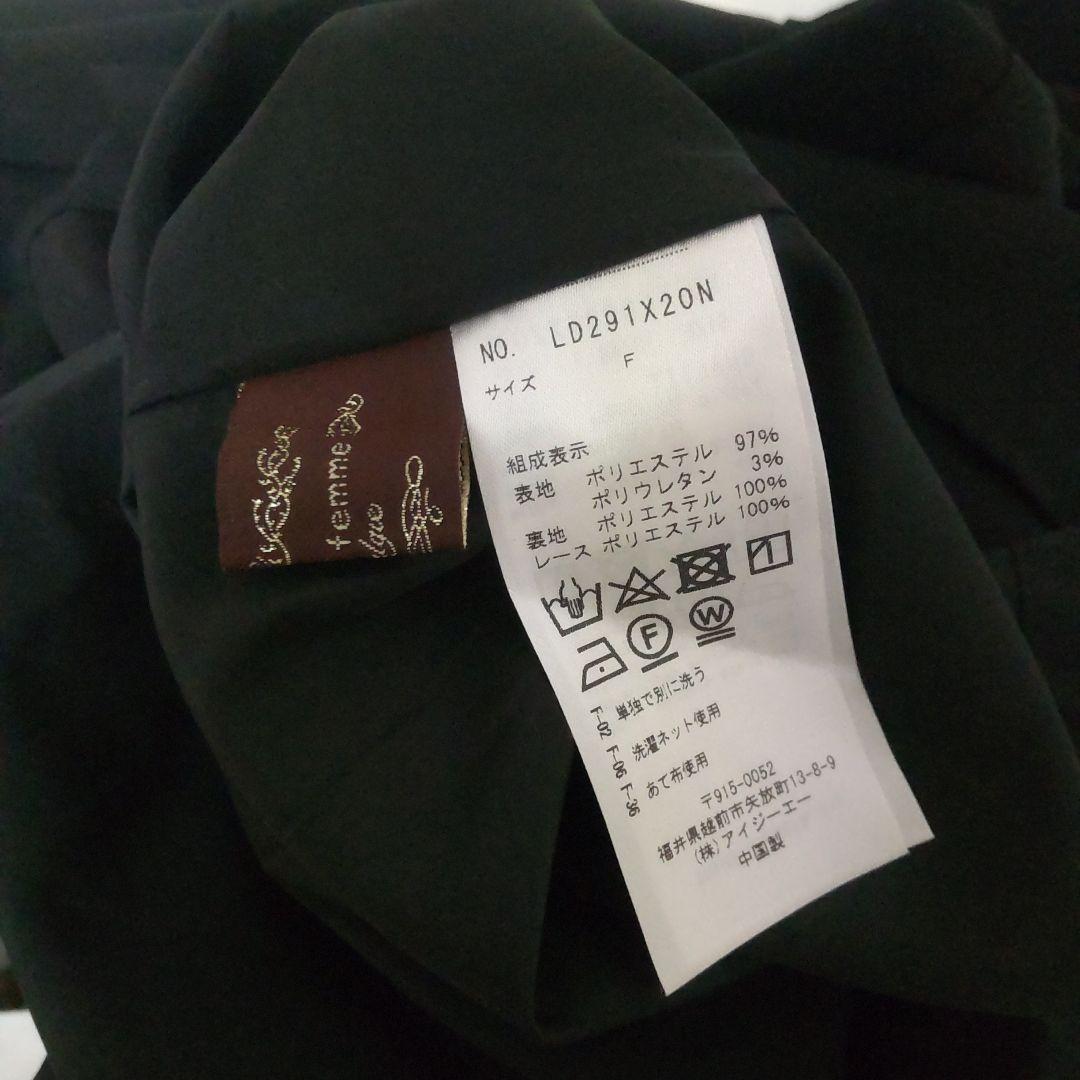 NO. LD291X20N
サイズ F
組成表示
表地 ポリエステル 97%
ポリウレタン 3%
裏地 ポリエステル 100%
レース ポリエステル 100%
F
W
F-02 F-06 F-36
単独で別に洗う
洗濯ネット使用
あて布使用
〒915-0052
福井県越前市矢放町13-8-9
(株)アイジーエー
中国製
femme